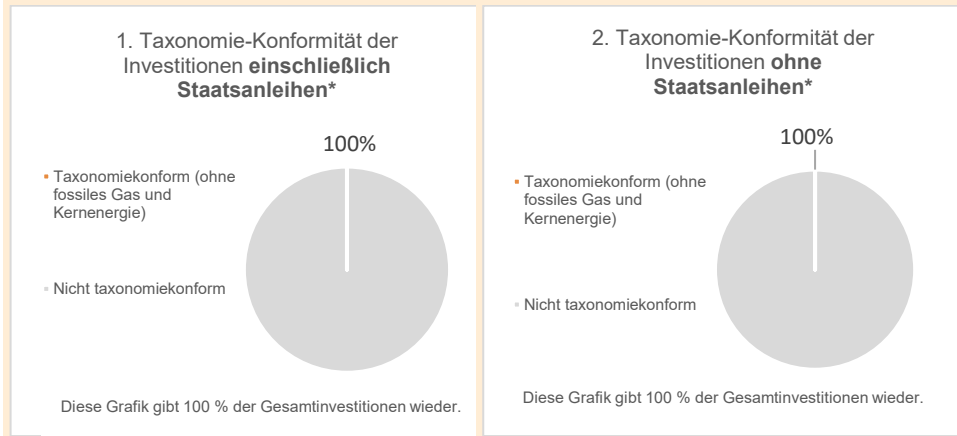 1. Taxonomie-Konformität der
Investitionen einschließlich
Staatsanleihen*
100%
Taxonomiekonform (ohne
fossiles Gas und
Kernenergie)
Nicht taxonomiekonform
Diese Grafik gibt 100 % der Gesamtinvestitionen wieder.
2. Taxonomie-Konformität der
Investitionen ohne
Staatsanleihen*
100%
Taxonomiekonform (ohne
fossiles Gas und
Kernenergie)
Nicht taxonomiekonform
Diese Grafik gibt 100 % der Gesamtinvestitionen wieder.